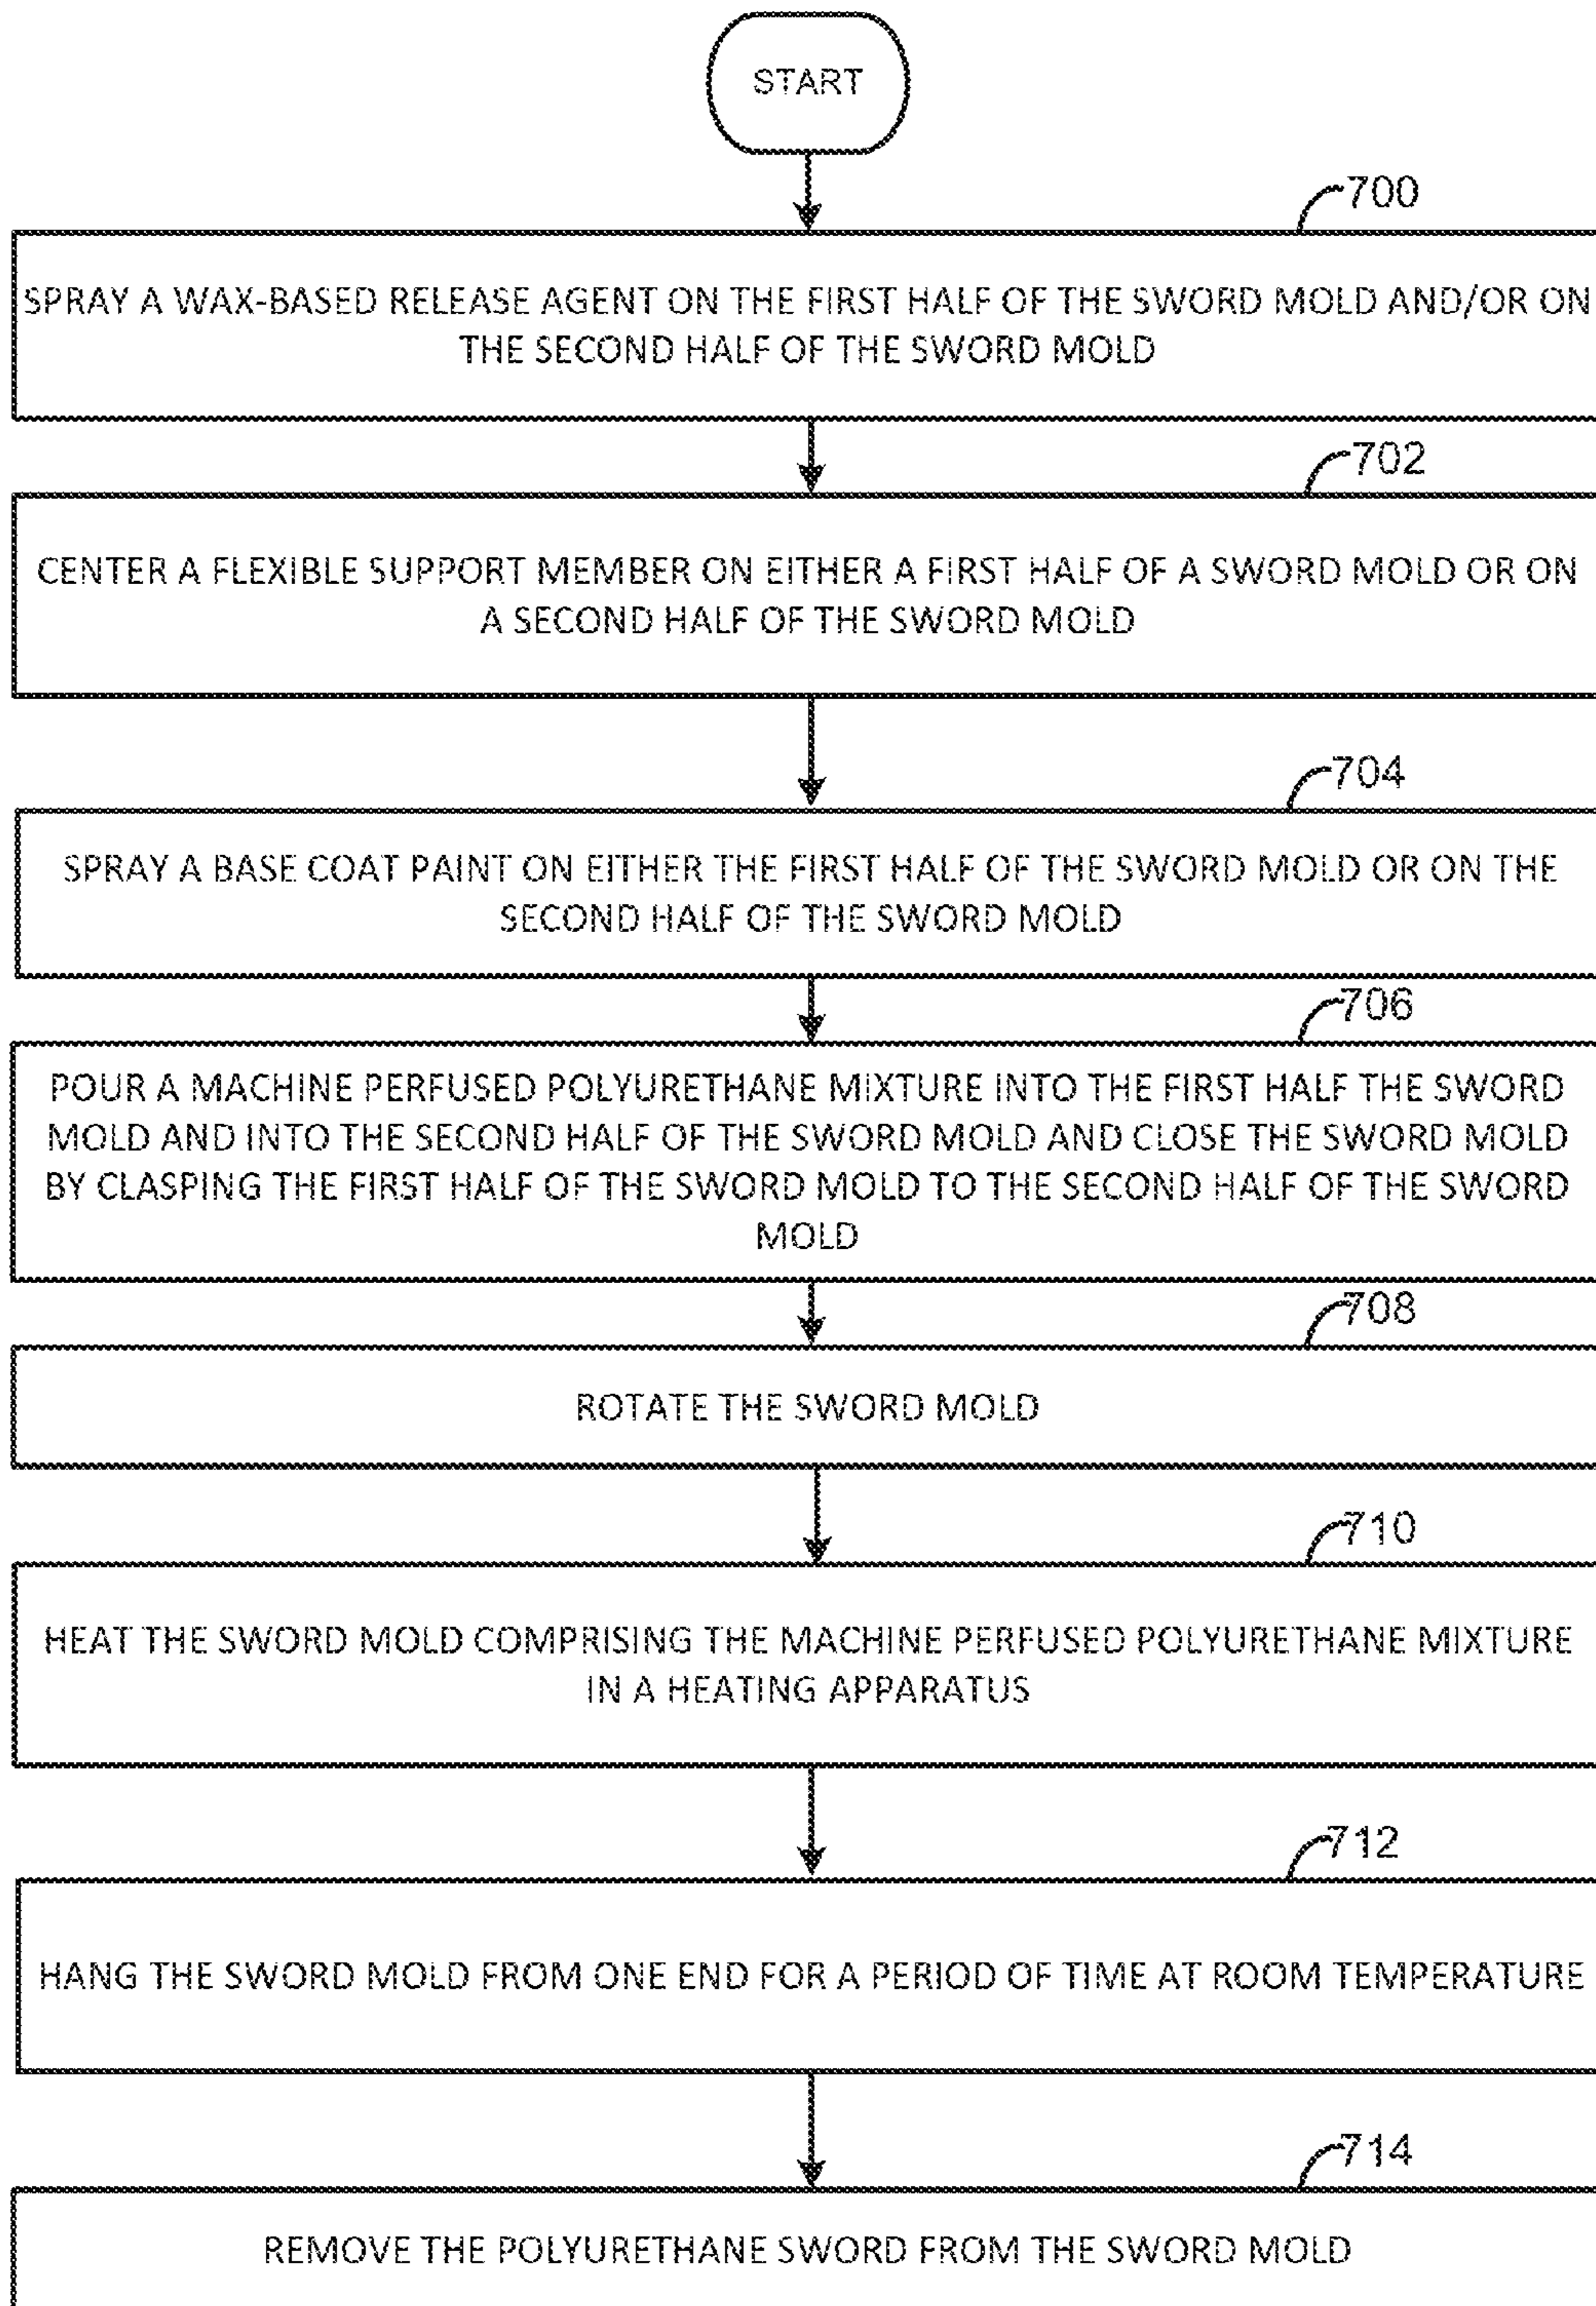 START
700
SPRAY A WAX-BASED RELEASE AGENT ON THE FIRST HALF OF THE SWORD MOLD AND/OR ON
THE SECOND HALF OF THE SWORD MOLD
702
CENTER A FLEXIBLE SUPPORT MEMBER ON EITHER A FIRST HALF OF A SWORD MOLD OR ON
A SECOND HALF OF THE SWORD MOLD
704
SPRAY A BASE COAT PAINT ON EITHER THE FIRST HALF OF THE SWORD MOLD OR ON THE
SECOND HALF OF THE SWORD MOLD
706
POUR A MACHINE PERFUSED POLYURETHANE MIXTURE INTO THE FIRST HALF THE SWORD
MOLD AND INTO THE SECOND HALF OF THE SWORD MOLD AND CLOSE THE SWORD MOLD
BY CLASPING THE FIRST HALF OF THE SWORD MOLD TO THE SECOND HALF OF THE SWORD
MOLD
708
ROTATE THE SWORD MOLD
710
HEAT THE SWORD MOLD COMPRISING THE MACHINE PERFUSED POLYURETHANE MIXTURE
IN A HEATING APPARATUS
712
HANG THE SWORD MOLD FROM ONE END FOR A PERIOD OF TIME AT ROOM TEMPERATURE
714
REMOVE THE POLYURETHANE SWORD FROM THE SWORD MOLD